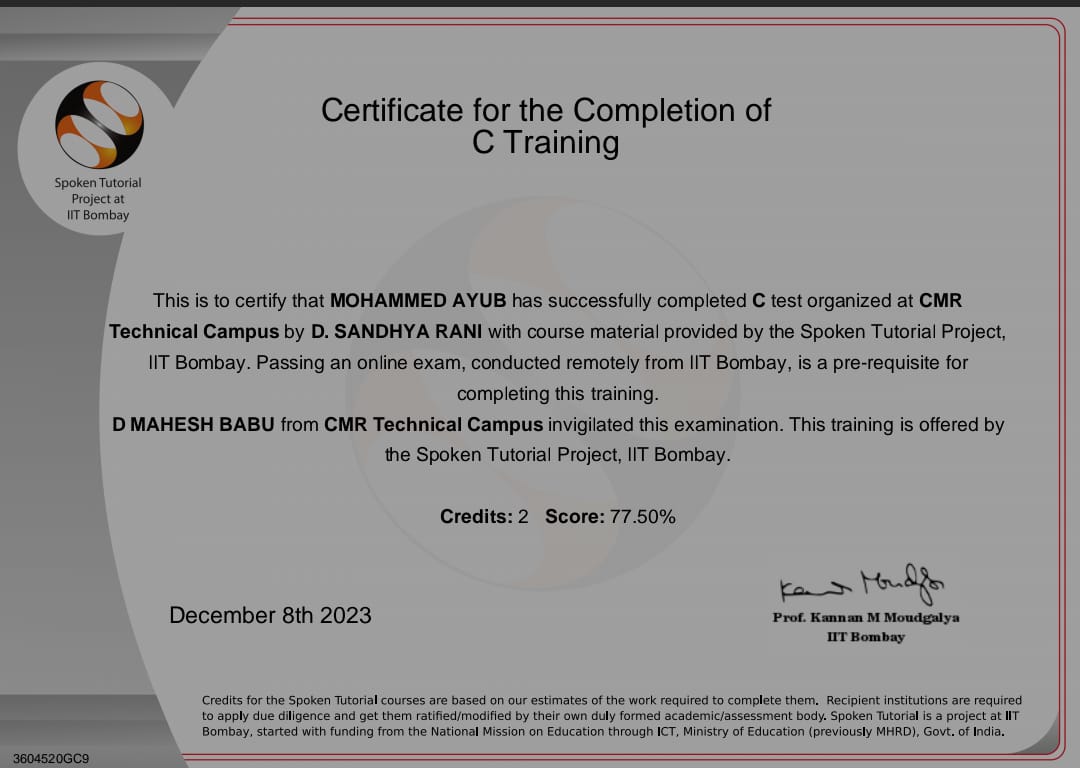 Certificate for the Completion of
C Training
Spoken Tutorial
Project at
IIT Bombay
This is to certify that MOHAMMED AYUB has successfully completed C test organized at CMR
Technical Campus by D. SANDHYA RANI with course material provided by the Spoken Tutorial Project,
IIT Bombay. Passing an online exam, conducted remotely from IIT Bombay, is a pre-requisite for
completing this training.
D MAHESH BABU from CMR Technical Campus invigilated this examination. This training is offered by
the Spoken Tutorial Project, IIT Bombay.
Credits: 2 Score: 77.50%
December 8th 2023
Prof. Kannan M Moudgalya
IIT Bombay
Credits for the Spoken Tutorial courses are based on our estimates of the work required to complete them. Recipient institutions are required
to apply due diligence and get them ratified/modified by their own duly formed academic/assessment body. Spoken Tutorial is a project at IIT
Bombay, started with funding from the National Mission on Education through ICT, Ministry of Education (previously MHRD), Govt. of India.
3604520GC9